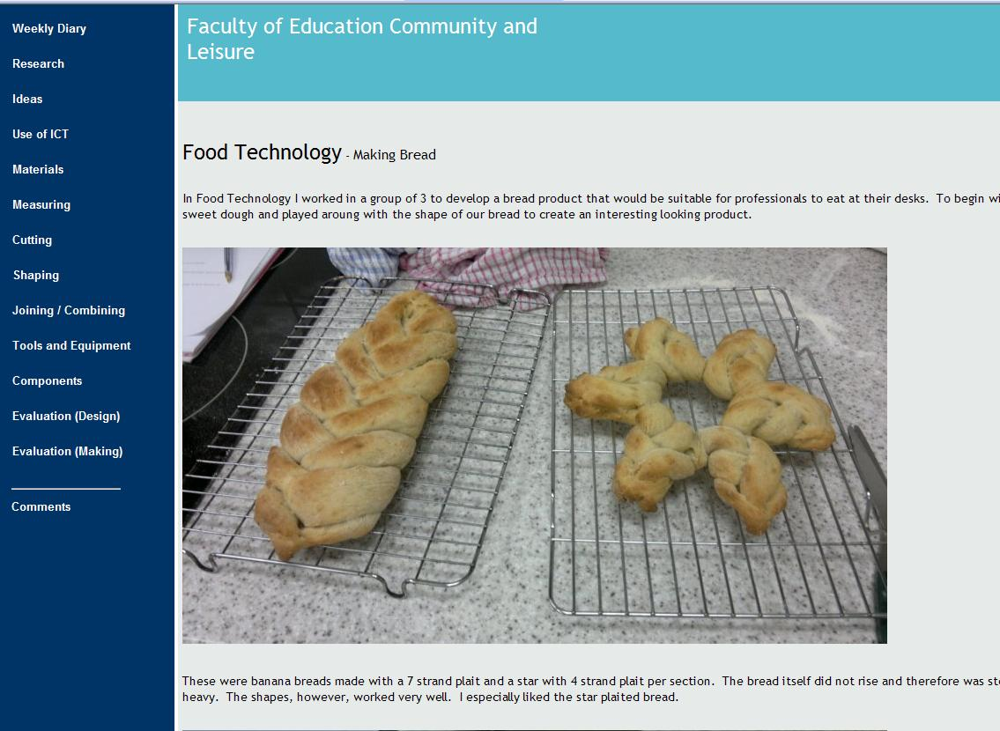 Weekly Diary
Research
Ideas
Use of ICT
Materials
Measuring
Cutting
Shaping
Joining / Combining
Tools and Equipment
Components
Evaluation (Design)
Evaluation (Making)
Comments
Faculty of Education Community and
Leisure
Food Technology - Making Bread
In Food Technology I worked in a group of 3 to develop a bread product that would be suitable for professionals to eat at their desks.  To begin
sweet dough and played aroung with the shape of our bread to create an interesting looking product.
These were banana breads made with a 7 strand plait and a star with 4 strand plait per section.  The bread itself did not rise and therefore was
heavy.  The shapes, however, worked very well.  I especially liked the star plaited bread.